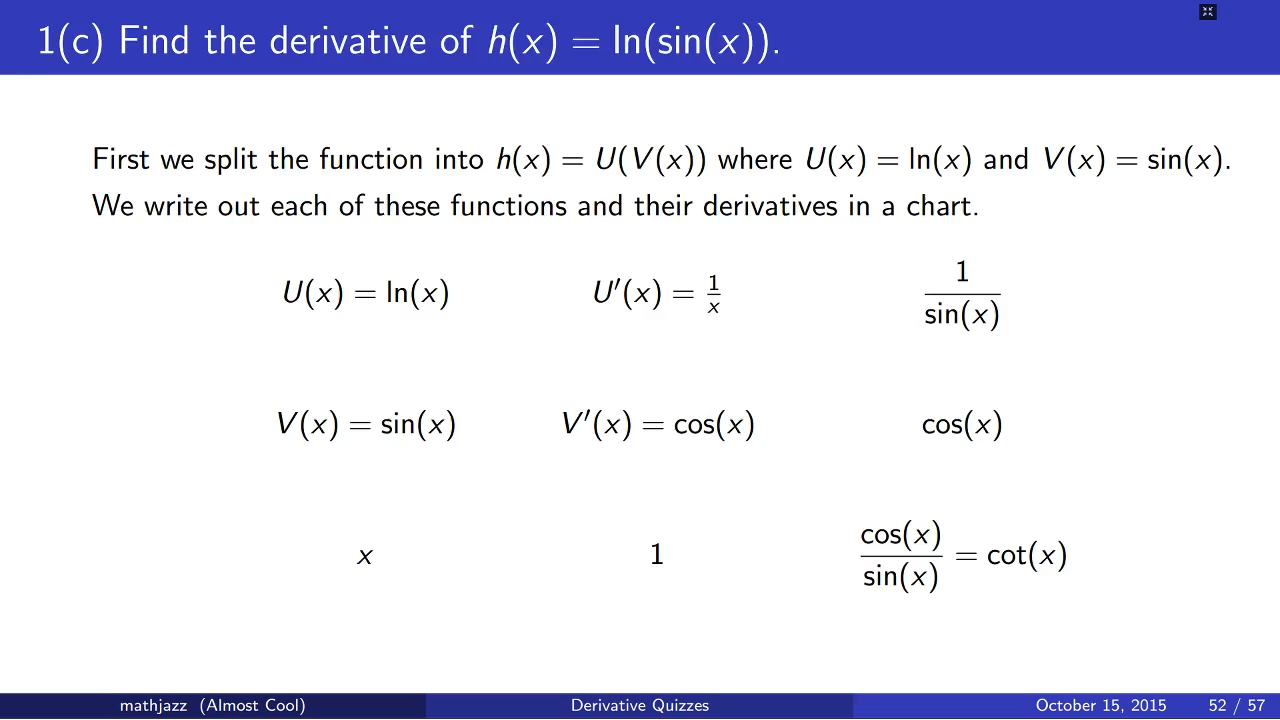 1(c) Find the derivative of h(x) = ln(sin(x)).
First we split the function into h(x) = U(V(x)) where U(x) = ln(x) and V(x) = sin(x).
We write out each of these functions and their derivatives in a chart.
U(x) = ln(x) U′(x) = 1/x 1/sin(x)
V(x) = sin(x) V′(x) = cos(x) cos(x)
x 1 cos(x)/sin(x) = cot(x)
mathjazz (Almost Cool) Derivative Quizzes October 15, 2015 52 / 57